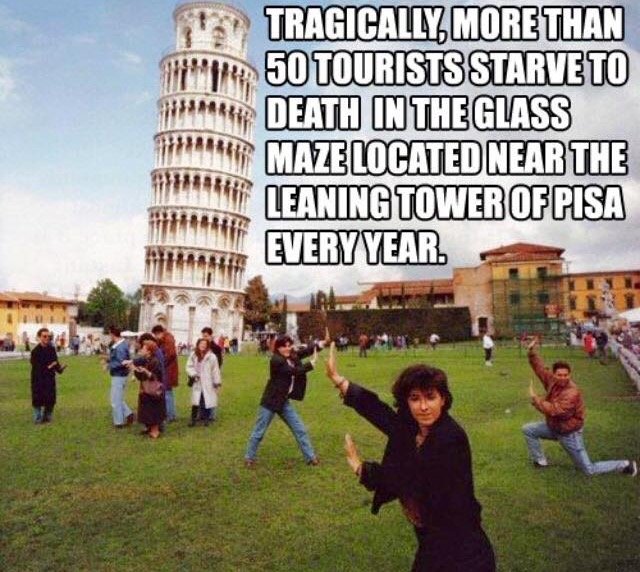 TRAGICALLY, MORE THAN
50 TOURISTS STARVE TO
DEATH IN THE GLASS
MAZE LOCATED NEAR THE
LEANING TOWER OF PISA
EVERY YEAR.